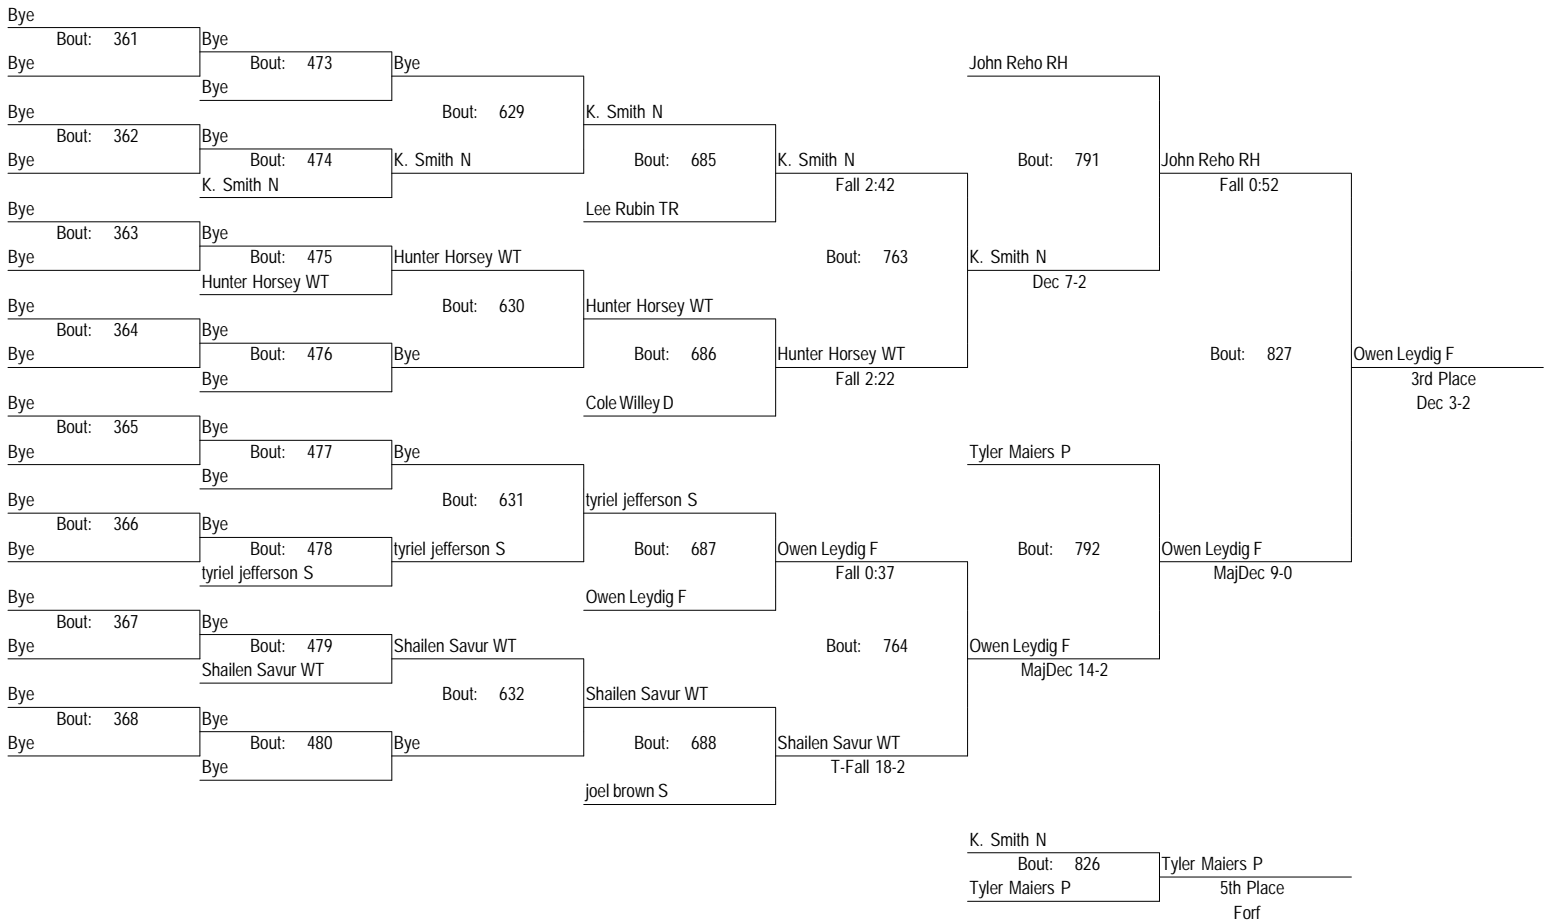 Bye
Bout: 361
Bye
Bye
Bout: 362
Bye
Bye
Bout: 363
Bye
Bye
Bout: 364
Bye
Bye
Bout: 365
Bye
Bye
Bout: 366
Bye
Bye
Bout: 367
Bye
Bye
Bout: 368
Bye
Bye
Bout: 473
Bye
Bye
Bout: 474
K. Smith N
Bye
Bout: 475
Hunter Horsey WT
Bye
Bout: 476
Bye
Bye
Bout: 477
Bye
Bye
Bout: 478
tyriel jefferson S
Bye
Bout: 479
Shailen Savur WT
Bye
Bout: 480
Bye
Bye
Bout: 629
K. Smith N
Hunter Horsey WT
Bout: 630
Bye
Bye
Bout: 631
tyriel jefferson S
Shailen Savur WT
Bout: 632
Bye
K. Smith N
Bout: 685
Lee Rubin TR
Hunter Horsey WT
Bout: 686
Cole Willey D
tyriel jefferson S
Bout: 687
Owen Leydig F
Shailen Savur WT
Bout: 688
joel brown S
K. Smith N
Fall 2:42
Bout: 763
Hunter Horsey WT
Fall 2:22
Owen Leydig F
Fall 0:37
Bout: 764
Shailen Savur WT
T-Fall 18-2
John Reho RH
Bout: 791
K. Smith N
Dec 7-2
Tyler Maiers P
Bout: 792
Owen Leydig F
MajDec 14-2
John Reho RH
Fall 0:52
Bout: 827
Owen Leydig F
MajDec 9-0
Owen Leydig F
3rd Place
Dec 3-2
K. Smith N
Bout: 826
Tyler Maiers P
Tyler Maiers P
5th Place
Forf